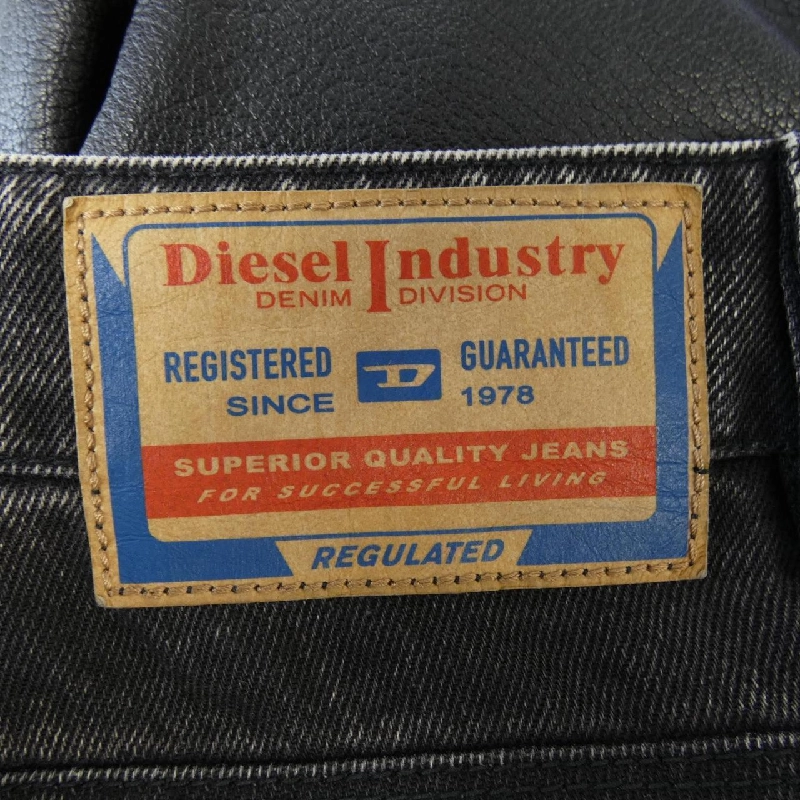 Diesel Industry
DENIM DIVISION
REGISTERED D GUARANTEED
SINCE 1978
SUPERIOR QUALITY JEANS
FOR SUCCESSFUL LIVING
REGULATED